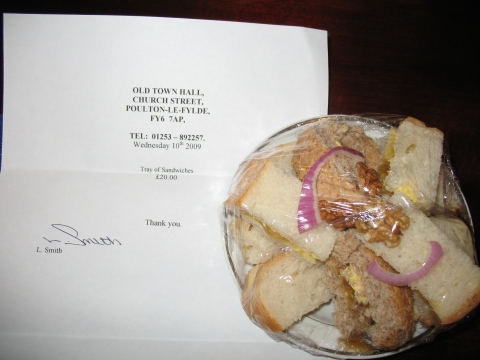 OLD TOWN HALL,
CHURCH STREET,
POULTON-LE-FYLDE,
FY6 7AP.
TEL: 01253 – 892257.
Wednesday 10th 2009
Tray of Sandwiches
£20.00
Thank you.
L Smith
L. Smith